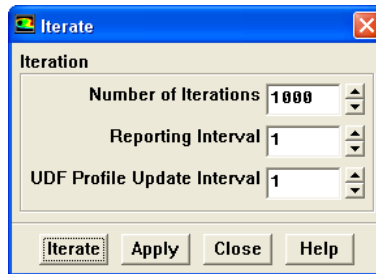 Iterate
Iteration
Number of Iterations 1000
Reporting Interval 1
UDF Profile Update Interval 1
Iterate Apply Close Help